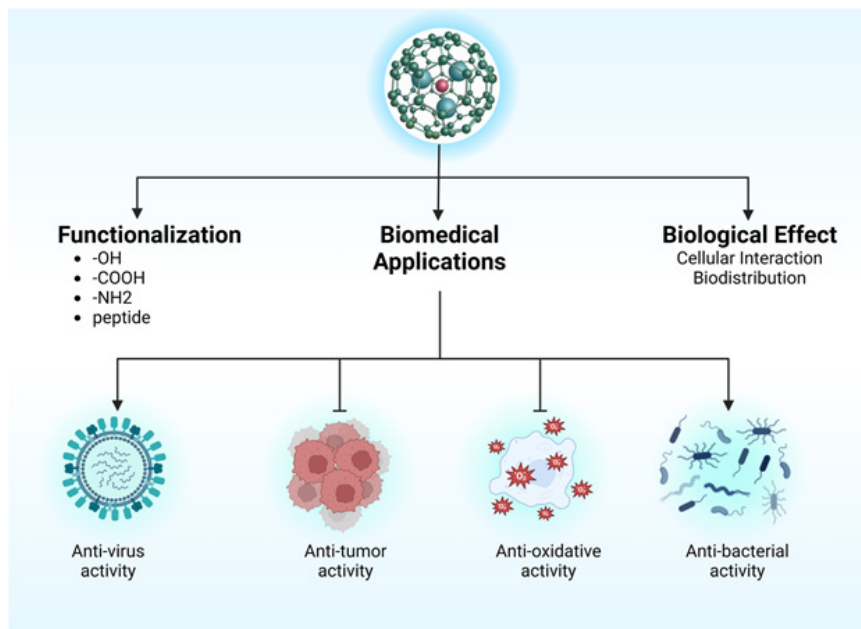 Functionalization
• -OH
• -COOH
• -NH2
• peptide
Biomedical
Applications
Biological Effect
Cellular Interaction
Biodistribution
Anti-virus
activity
Anti-tumor
activity
Anti-oxidative
activity
Anti-bacterial
activity